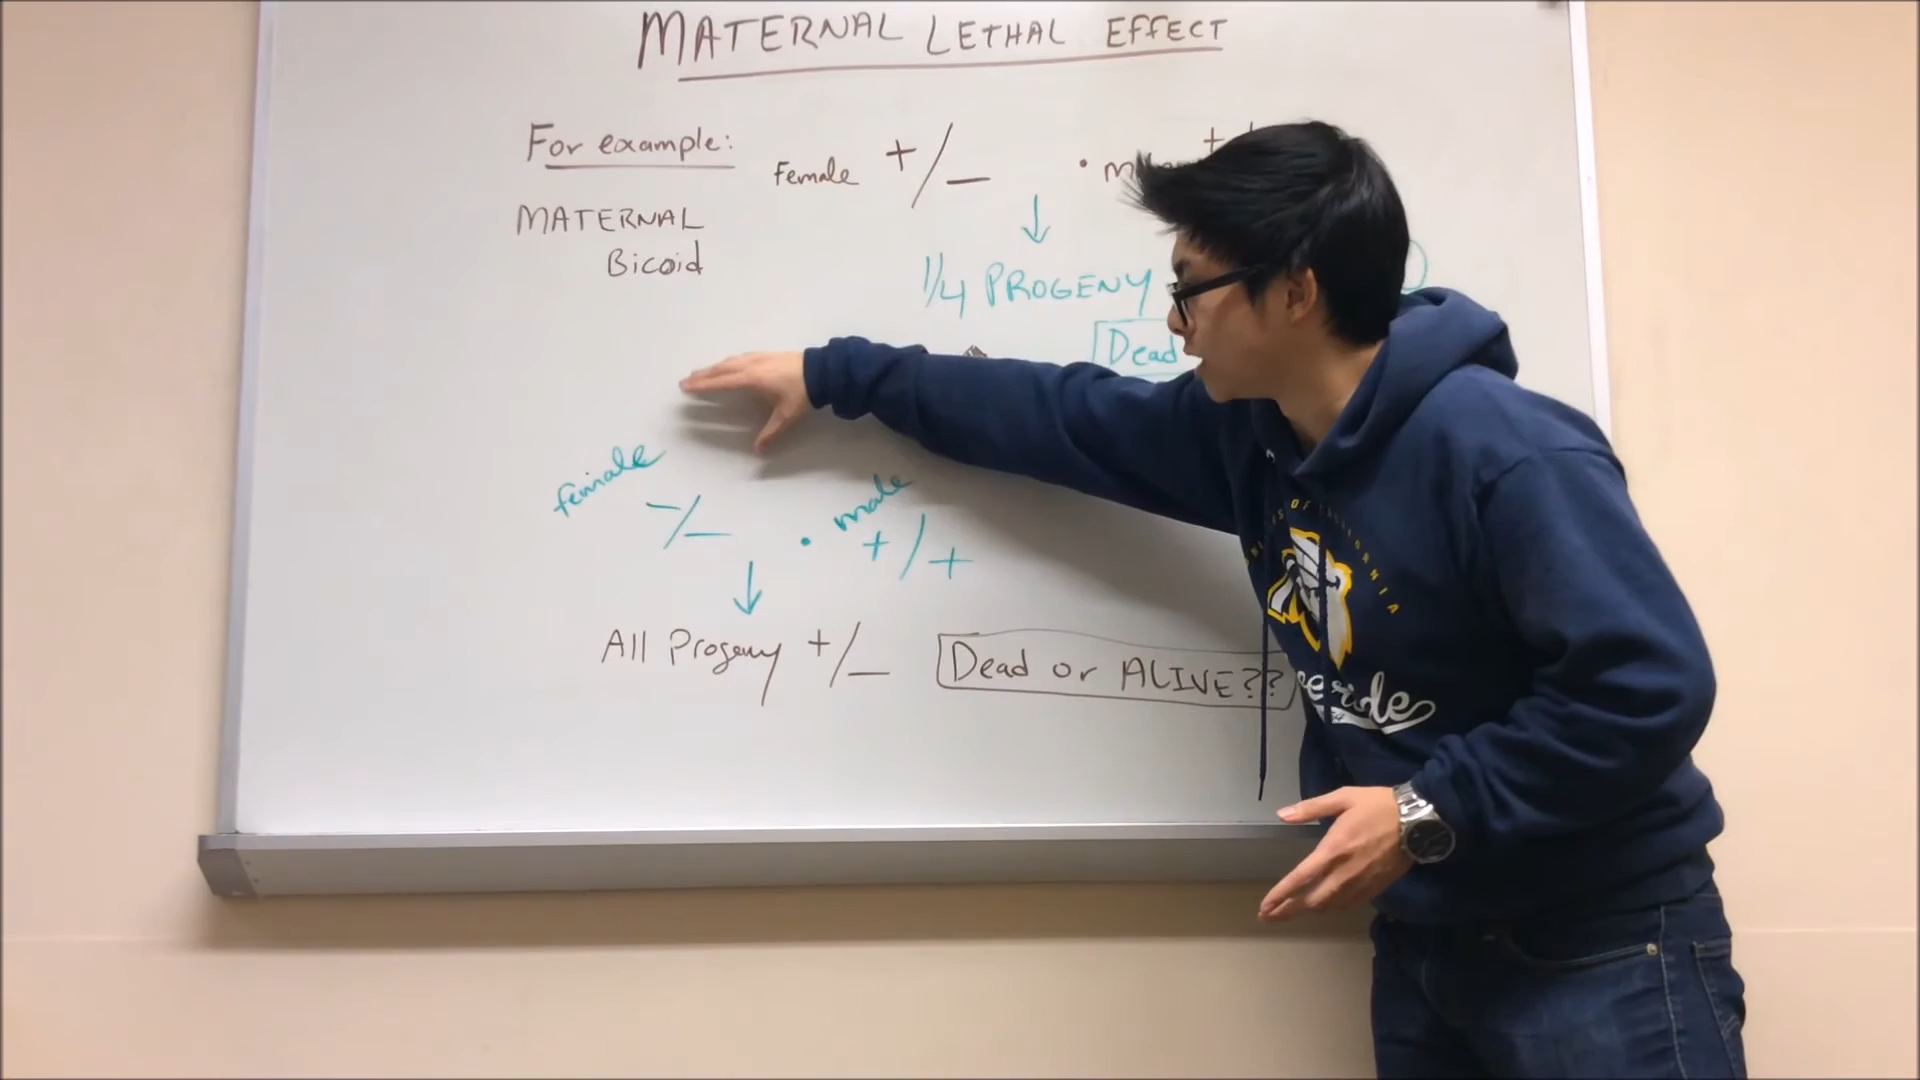 MATERNAL LETHAL EFFECT
For example:
Female +/−
MATERNAL
Bicoid
1/4 PROGENY
Dead
female
−/−
• male
+/+
All Progeny +/−
Dead or ALIVE??